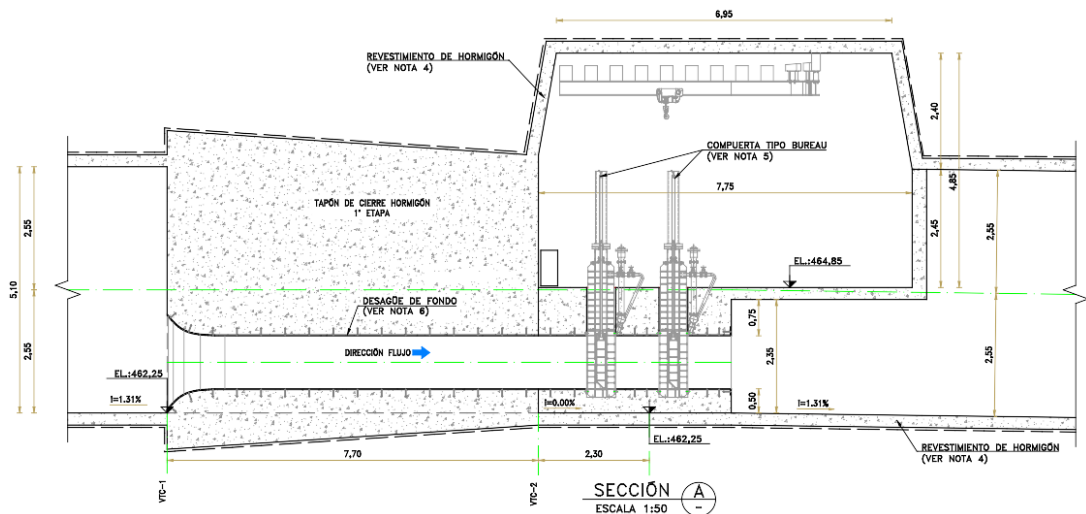 6,95
REVESTIMIENTO DE HORMIGÓN
(VER NOTA 4)
2,40
4,85
COMPUERTA TIPO BUREAU
(VER NOTA 5)
7,75
TAPÓN DE CIERRE HORMIGÓN
1° ETAPA
2,55
5,10
2,55
2,45
2,55
EL.:464,85
DESAGÜE DE FONDO
(VER NOTA 6)
0,75
DIRECCIÓN FLUJO
2,35
2,55
EL.:462,25
i=1.31%
i=0.00%
0,50
i=1.31%
EL.:462,25
REVESTIMIENTO DE HORMIGÓN
(VER NOTA 4)
7,70
2,30
VTC-1
VTC-2
SECCIÓN A
ESCALA 1:50 -